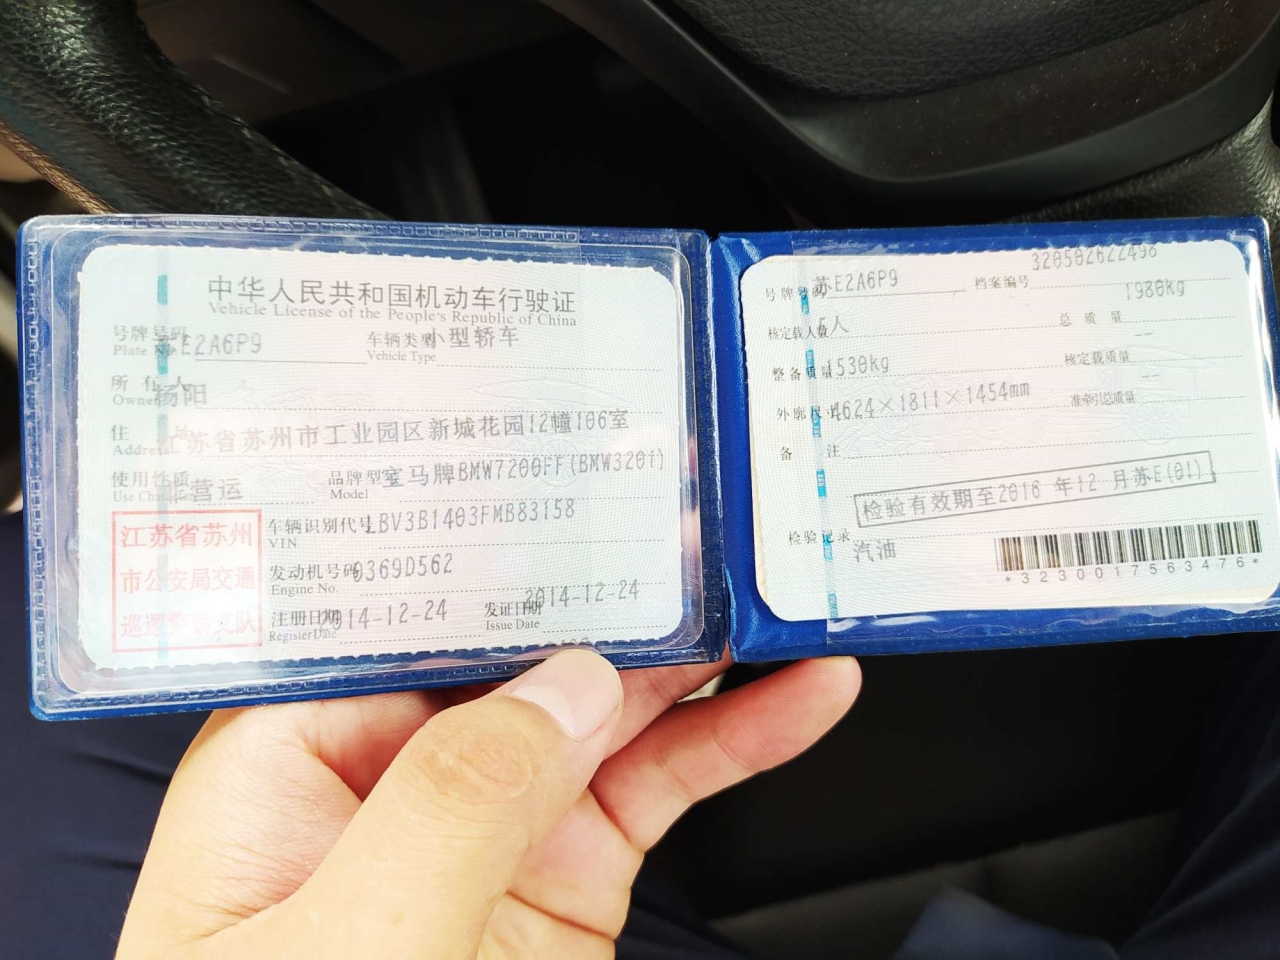 中华人民共和国机动车行驶证
Vehicle License of the People's Republic of China
号牌号码 E2A6P9 车辆类型 小型轿车
Plate No. Vehicle Type
所有人 杨阳
Owner
住址 江苏省苏州市工业园区新城花园12幢106室
Address
使用性质 非营运 品牌型号 宝马牌BMW7200FF(BMW320i)
Use Character Model
江苏省苏州
市公安局交通
巡逻警察支队
车辆识别代号 LBV3B1403FMB83158
VIN
发动机号码 0369D562
Engine No.
注册日期 2014-12-24 发证日期 2014-12-24
Register Date Issue Date
号牌号码 苏E2A6P9 档案编号 320502622498
核定载人数 5人 总质量 1980kg
整备质量 1530kg 核定载质量 --
外廓尺寸 4624×1811×1454mm 准牵引总质量 --
备注
检验有效期至2016 年12 月苏E(01)
检验记录
汽油
*3230017563476*